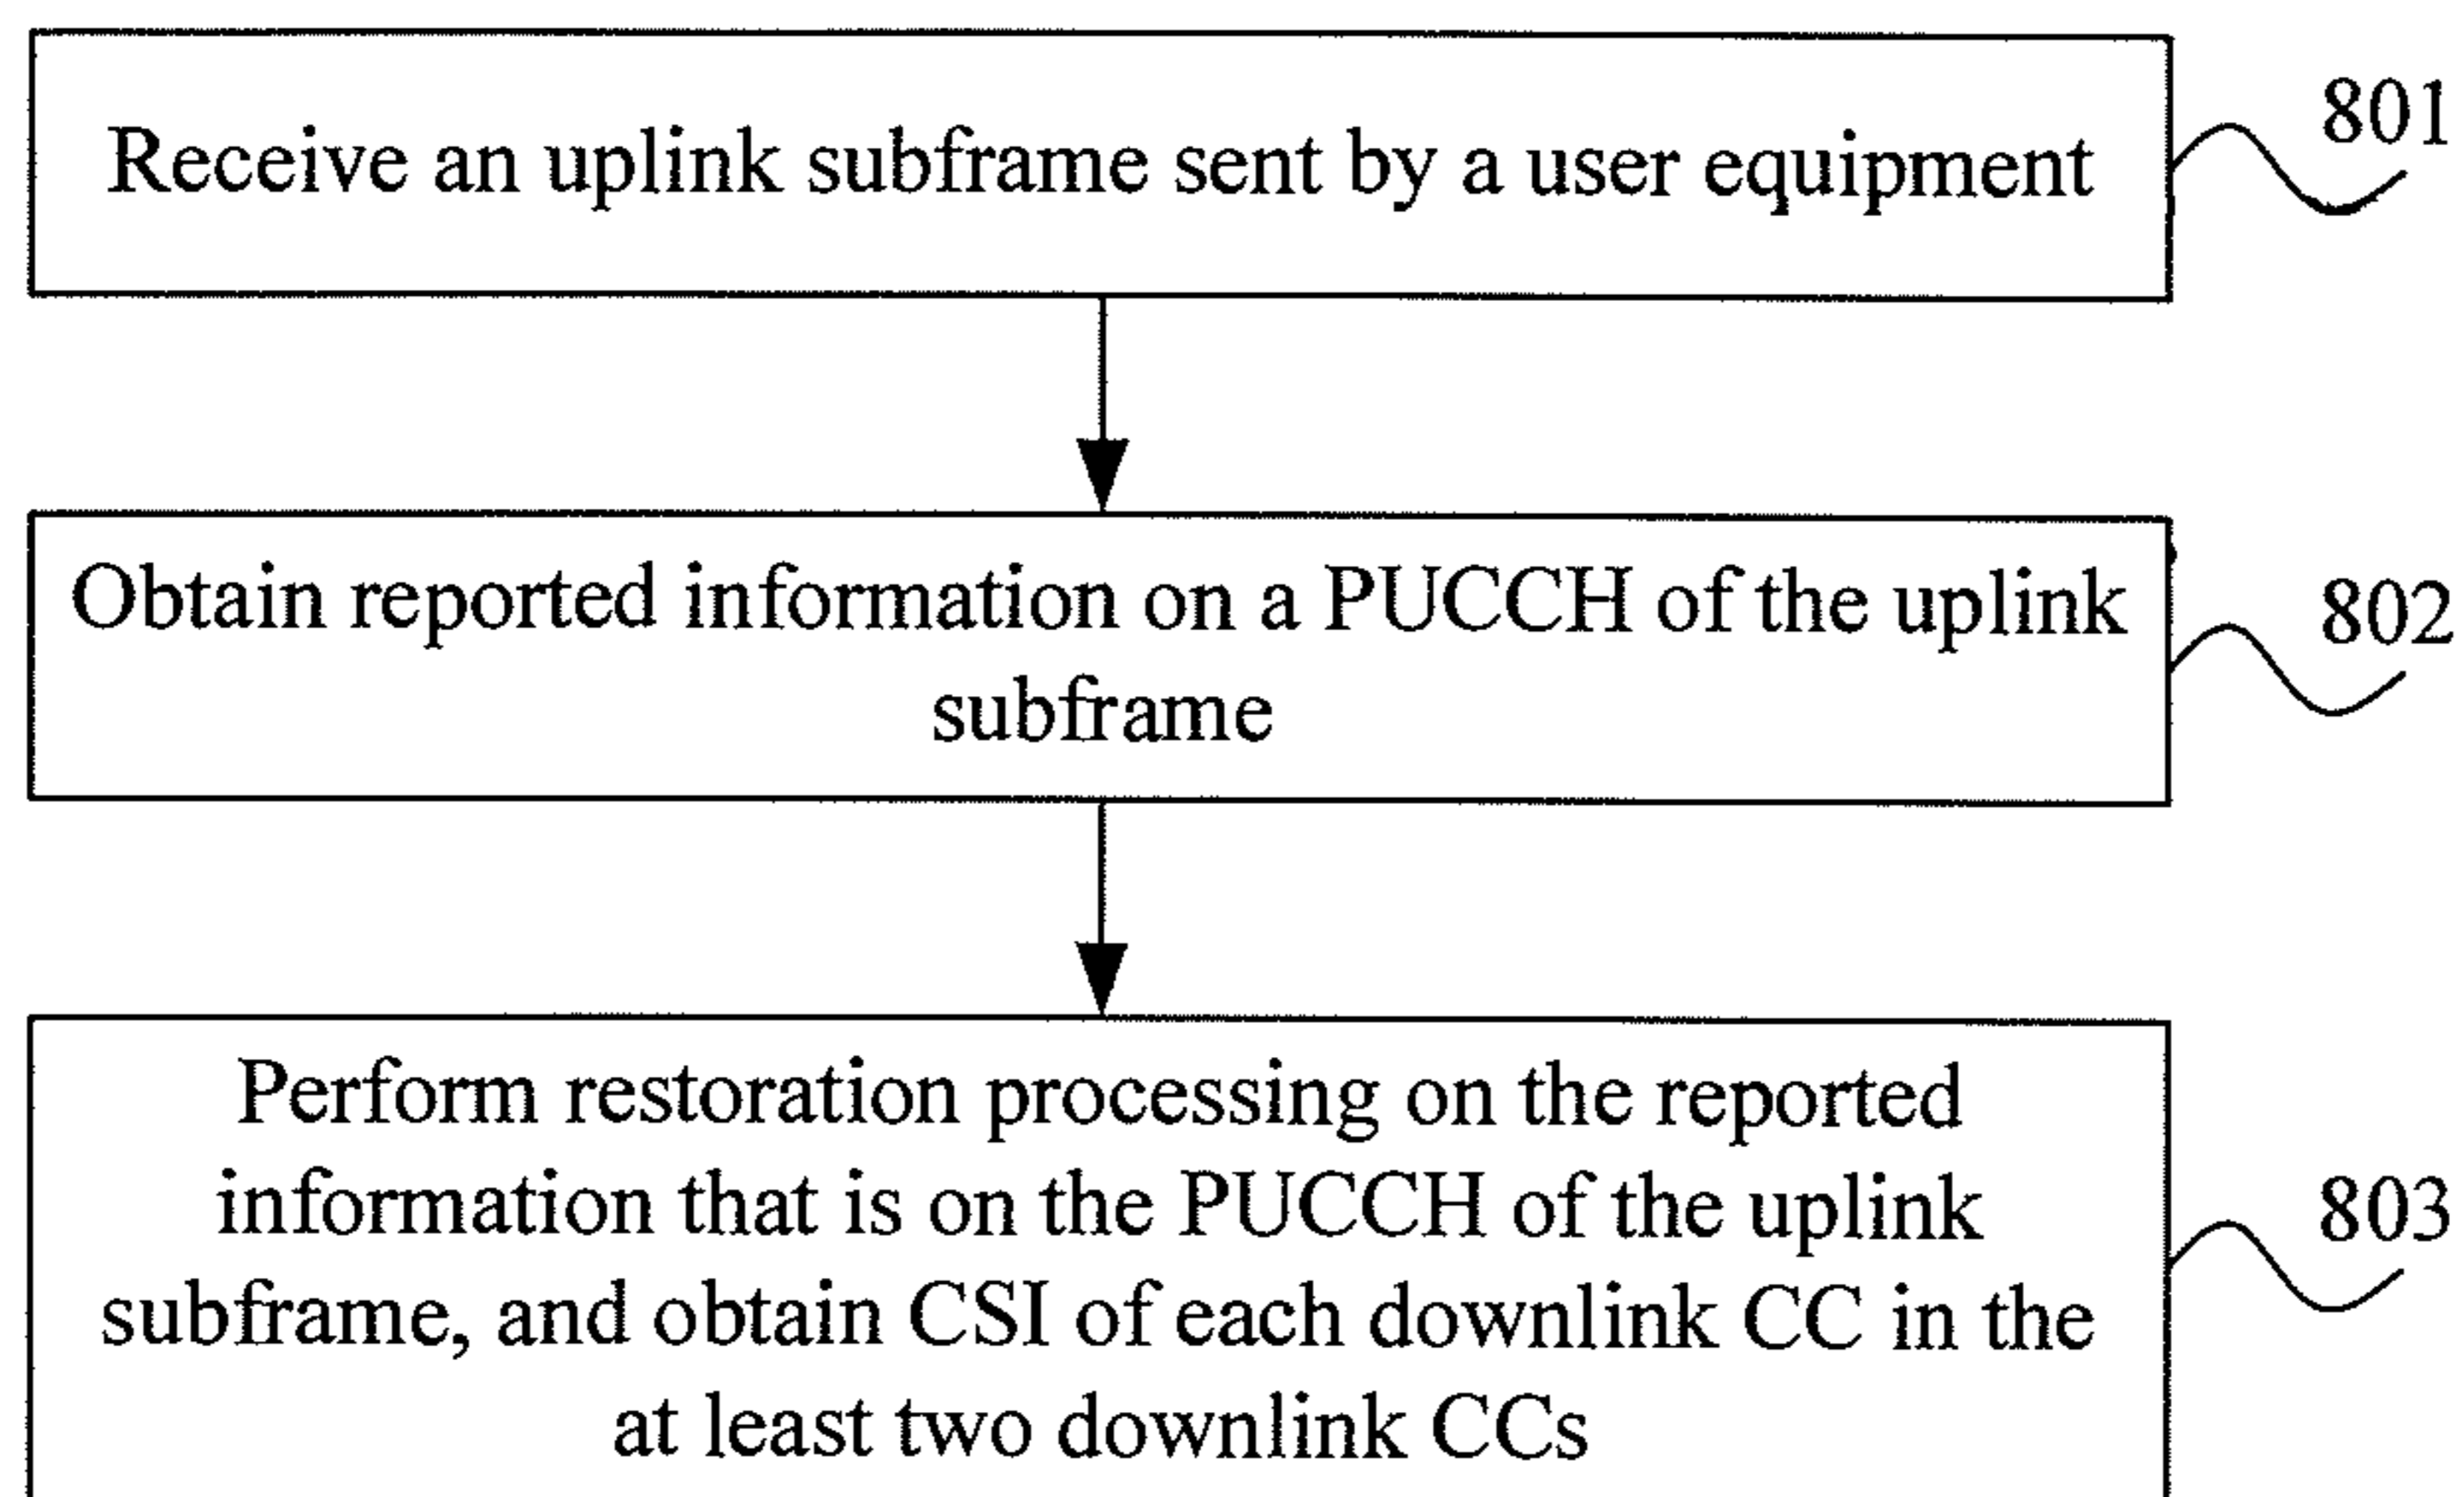 Receive an uplink subframe sent by a user equipment
801
Obtain reported information on a PUCCH of the uplink
subframe
802
Perform restoration processing on the reported
information that is on the PUCCH of the uplink
subframe, and obtain CSI of each downlink CC in the
at least two downlink CCs
803